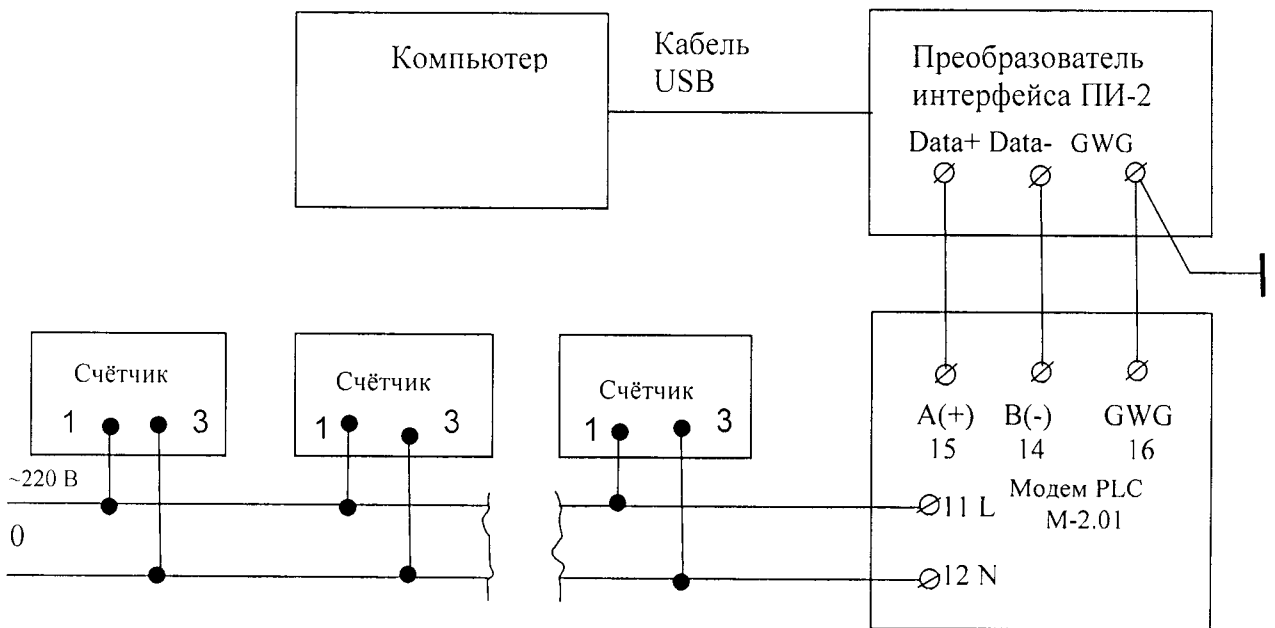 Компьютер
Кабель
USB
Преобразователь
интерфейса ПИ-2
Data+ Data- GWG
Счётчик
1 3
Счётчик
1 3
Счётчик
1 3
~220 В
0
A(+) B(-) GWG
15 14 16
Модем PLC
М-2.01
11 L
12 N